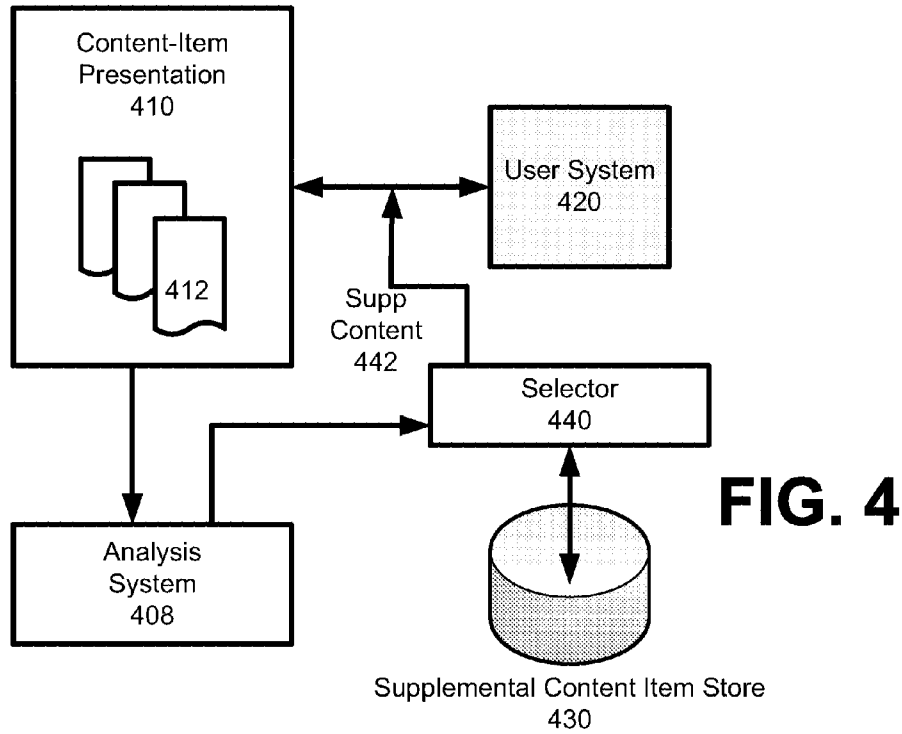 Content-Item
Presentation
410
412
User System
420
Supp
Content
442
Selector
440
FIG. 4
Analysis
System
408
Supplemental Content Item Store
430